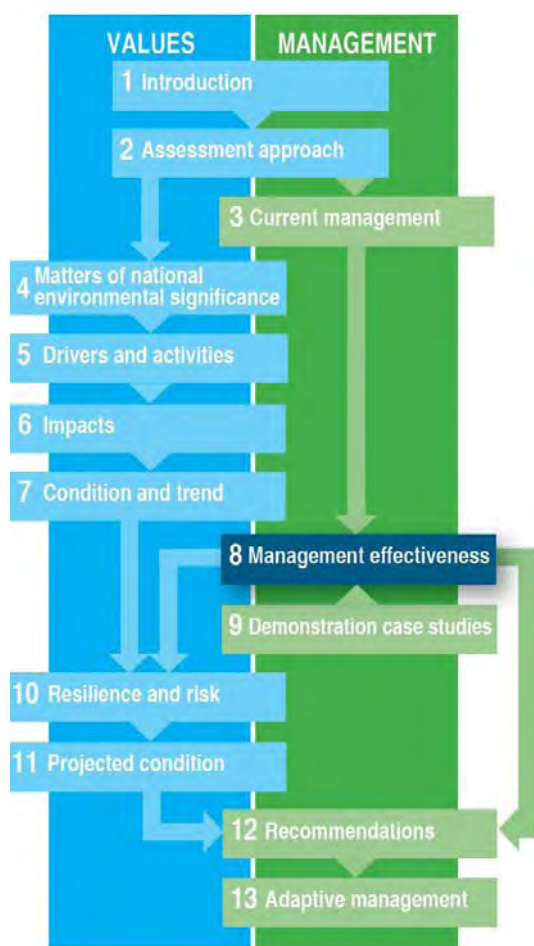 VALUES
MANAGEMENT
1 Introduction
2 Assessment approach
3 Current management
4 Matters of national
environmental significance
5 Drivers and activities
6 Impacts
7 Condition and trend
8 Management effectiveness
9 Demonstration case studies
10 Resilience and risk
11 Projected condition
12 Recommendations
13 Adaptive management